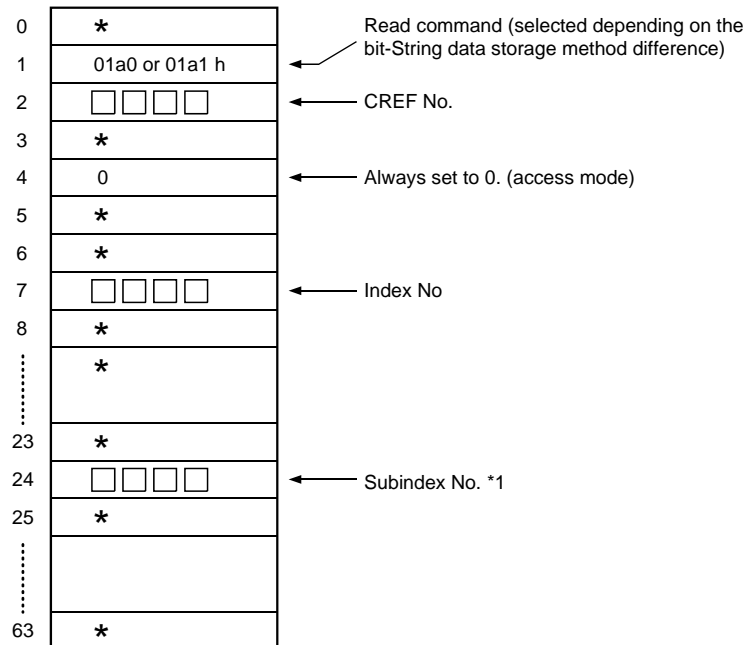 0 *
Read command (selected depending on the
bit-String data storage method difference)
1 01a0 or 01a1 h
2 □□□□ CREF No.
3 *
4 0 Always set to 0. (access mode)
5 *
6 *
7 □□□□ Index No
8 *
*
23 *
24 □□□□ Subindex No. *1
25 *
63 *